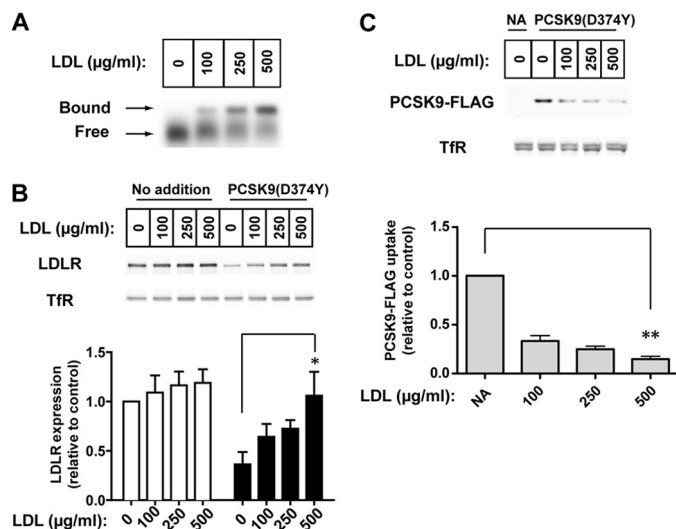 A
LDL (µg/ml):
0 100 250 500
Bound
Free
B
No addition PCSK9(D374Y)
LDL (µg/ml):
0 100 250 500 0 100 250 500
LDLR
TfR
LDLR expression
(relative to control)
1.5
1.0
0.5
0.0
*
LDL (µg/ml): 0 100 250 500 0 100 250 500
C
NA PCSK9(D374Y)
LDL (µg/ml):
0 0 100 250 500
PCSK9-FLAG
TfR
PCSK9-FLAG uptake
(relative to control)
1.5
1.0
0.5
0.0
**
LDL (µg/ml): NA 100 250 500